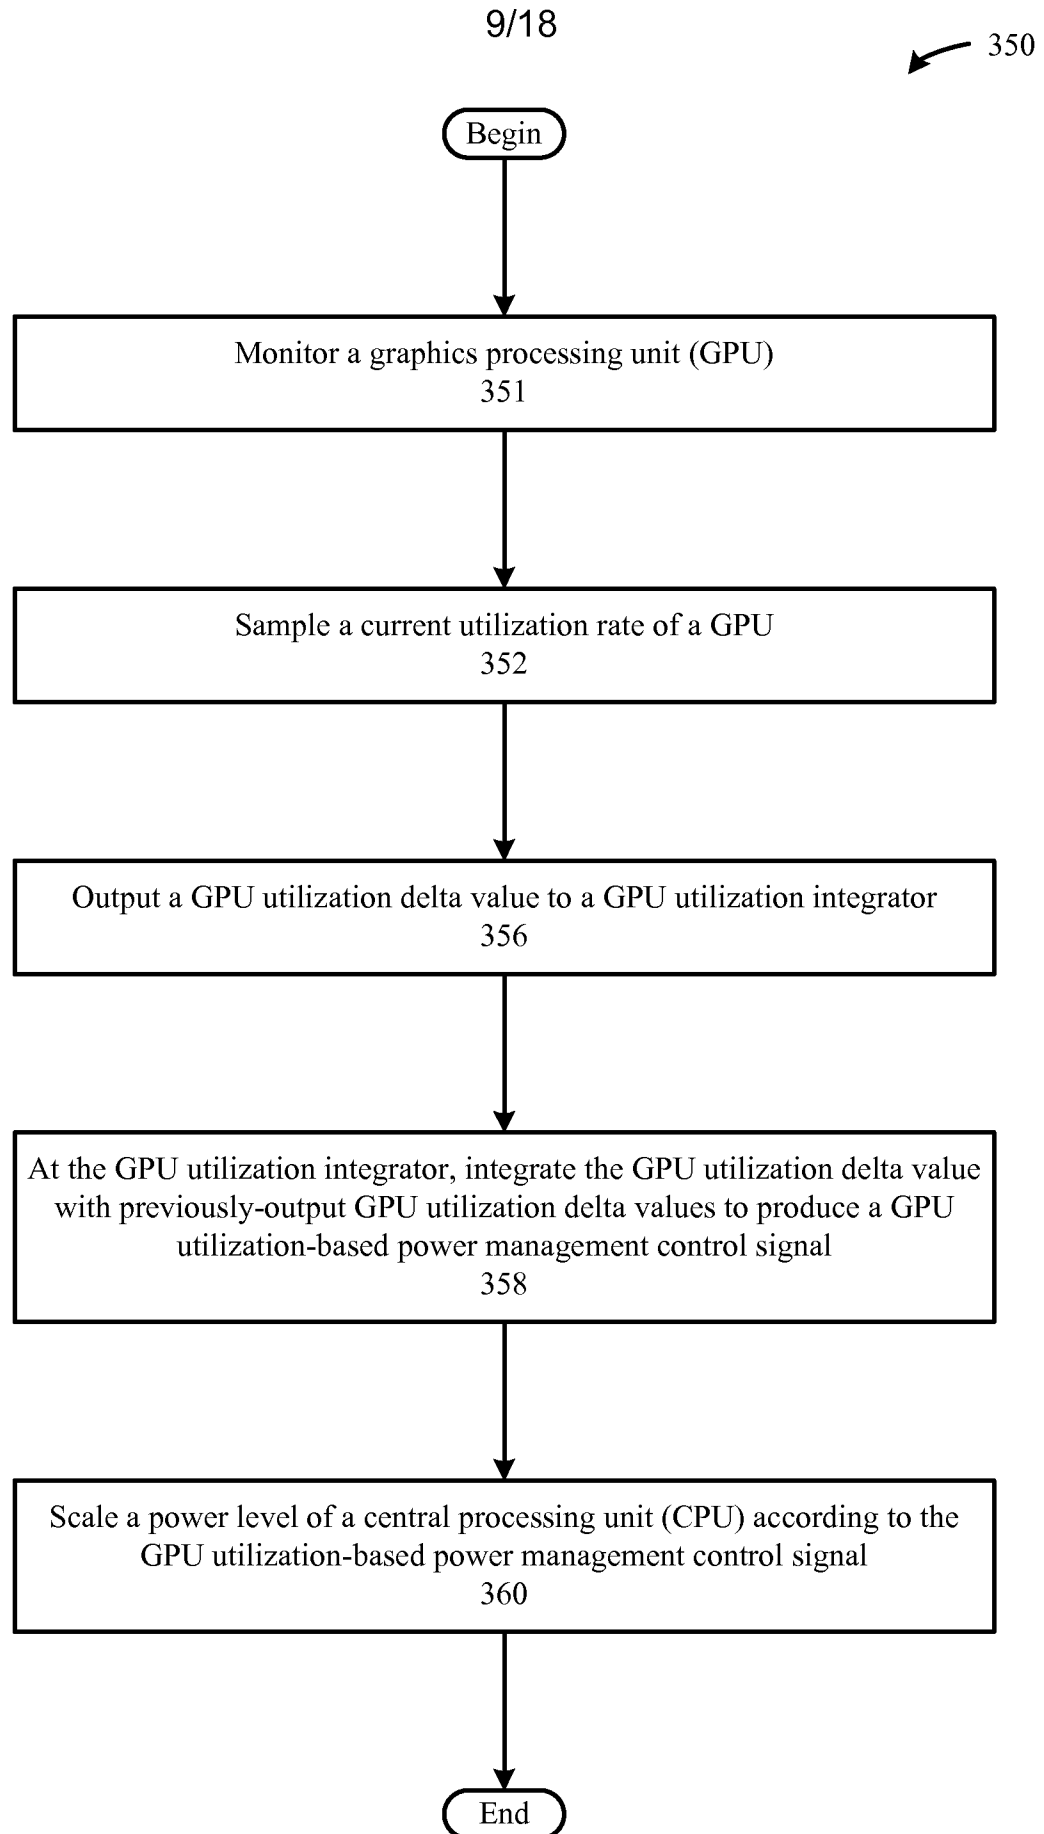 9/18
350
Begin
Monitor a graphics processing unit (GPU)
351
Sample a current utilization rate of a GPU
352
Output a GPU utilization delta value to a GPU utilization integrator
356
At the GPU utilization integrator, integrate the GPU utilization delta value
with previously-output GPU utilization delta values to produce a GPU
utilization-based power management control signal
358
Scale a power level of a central processing unit (CPU) according to the
GPU utilization-based power management control signal
360
End